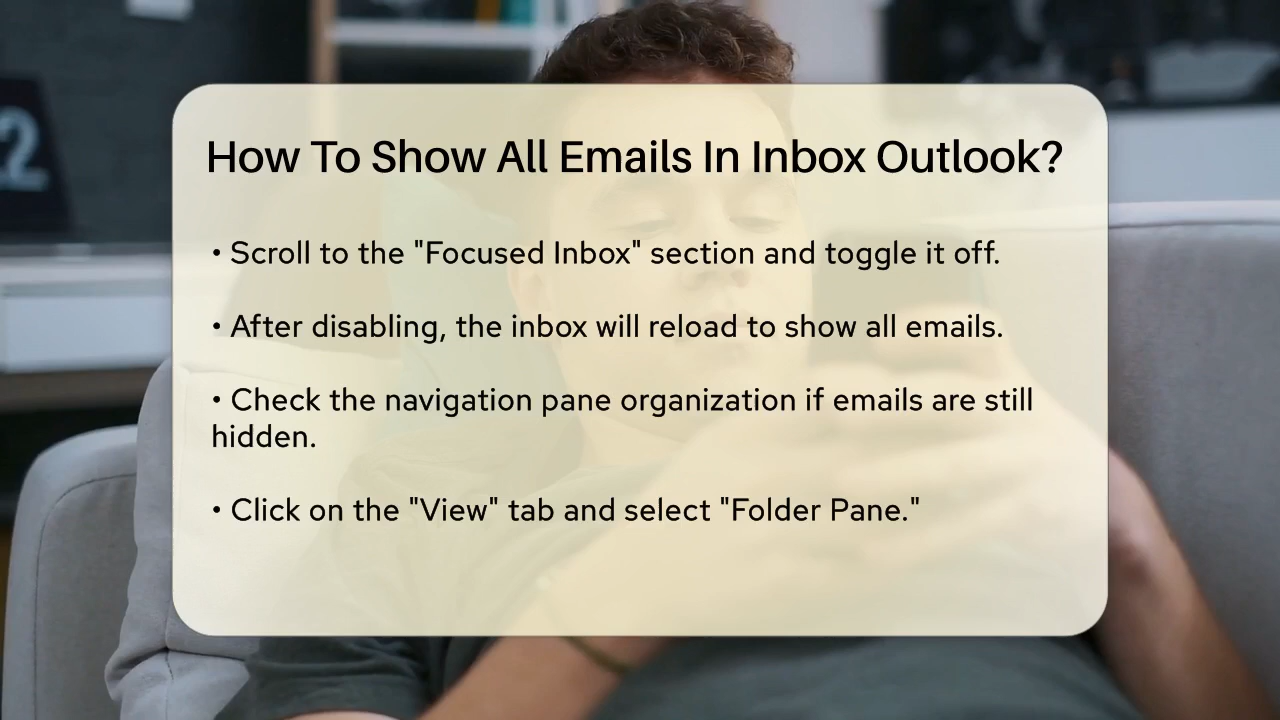 How To Show All Emails In Inbox Outlook?
• Scroll to the "Focused Inbox" section and toggle it off.
• After disabling, the inbox will reload to show all emails.
• Check the navigation pane organization if emails are still
hidden.
• Click on the "View" tab and select "Folder Pane."
2